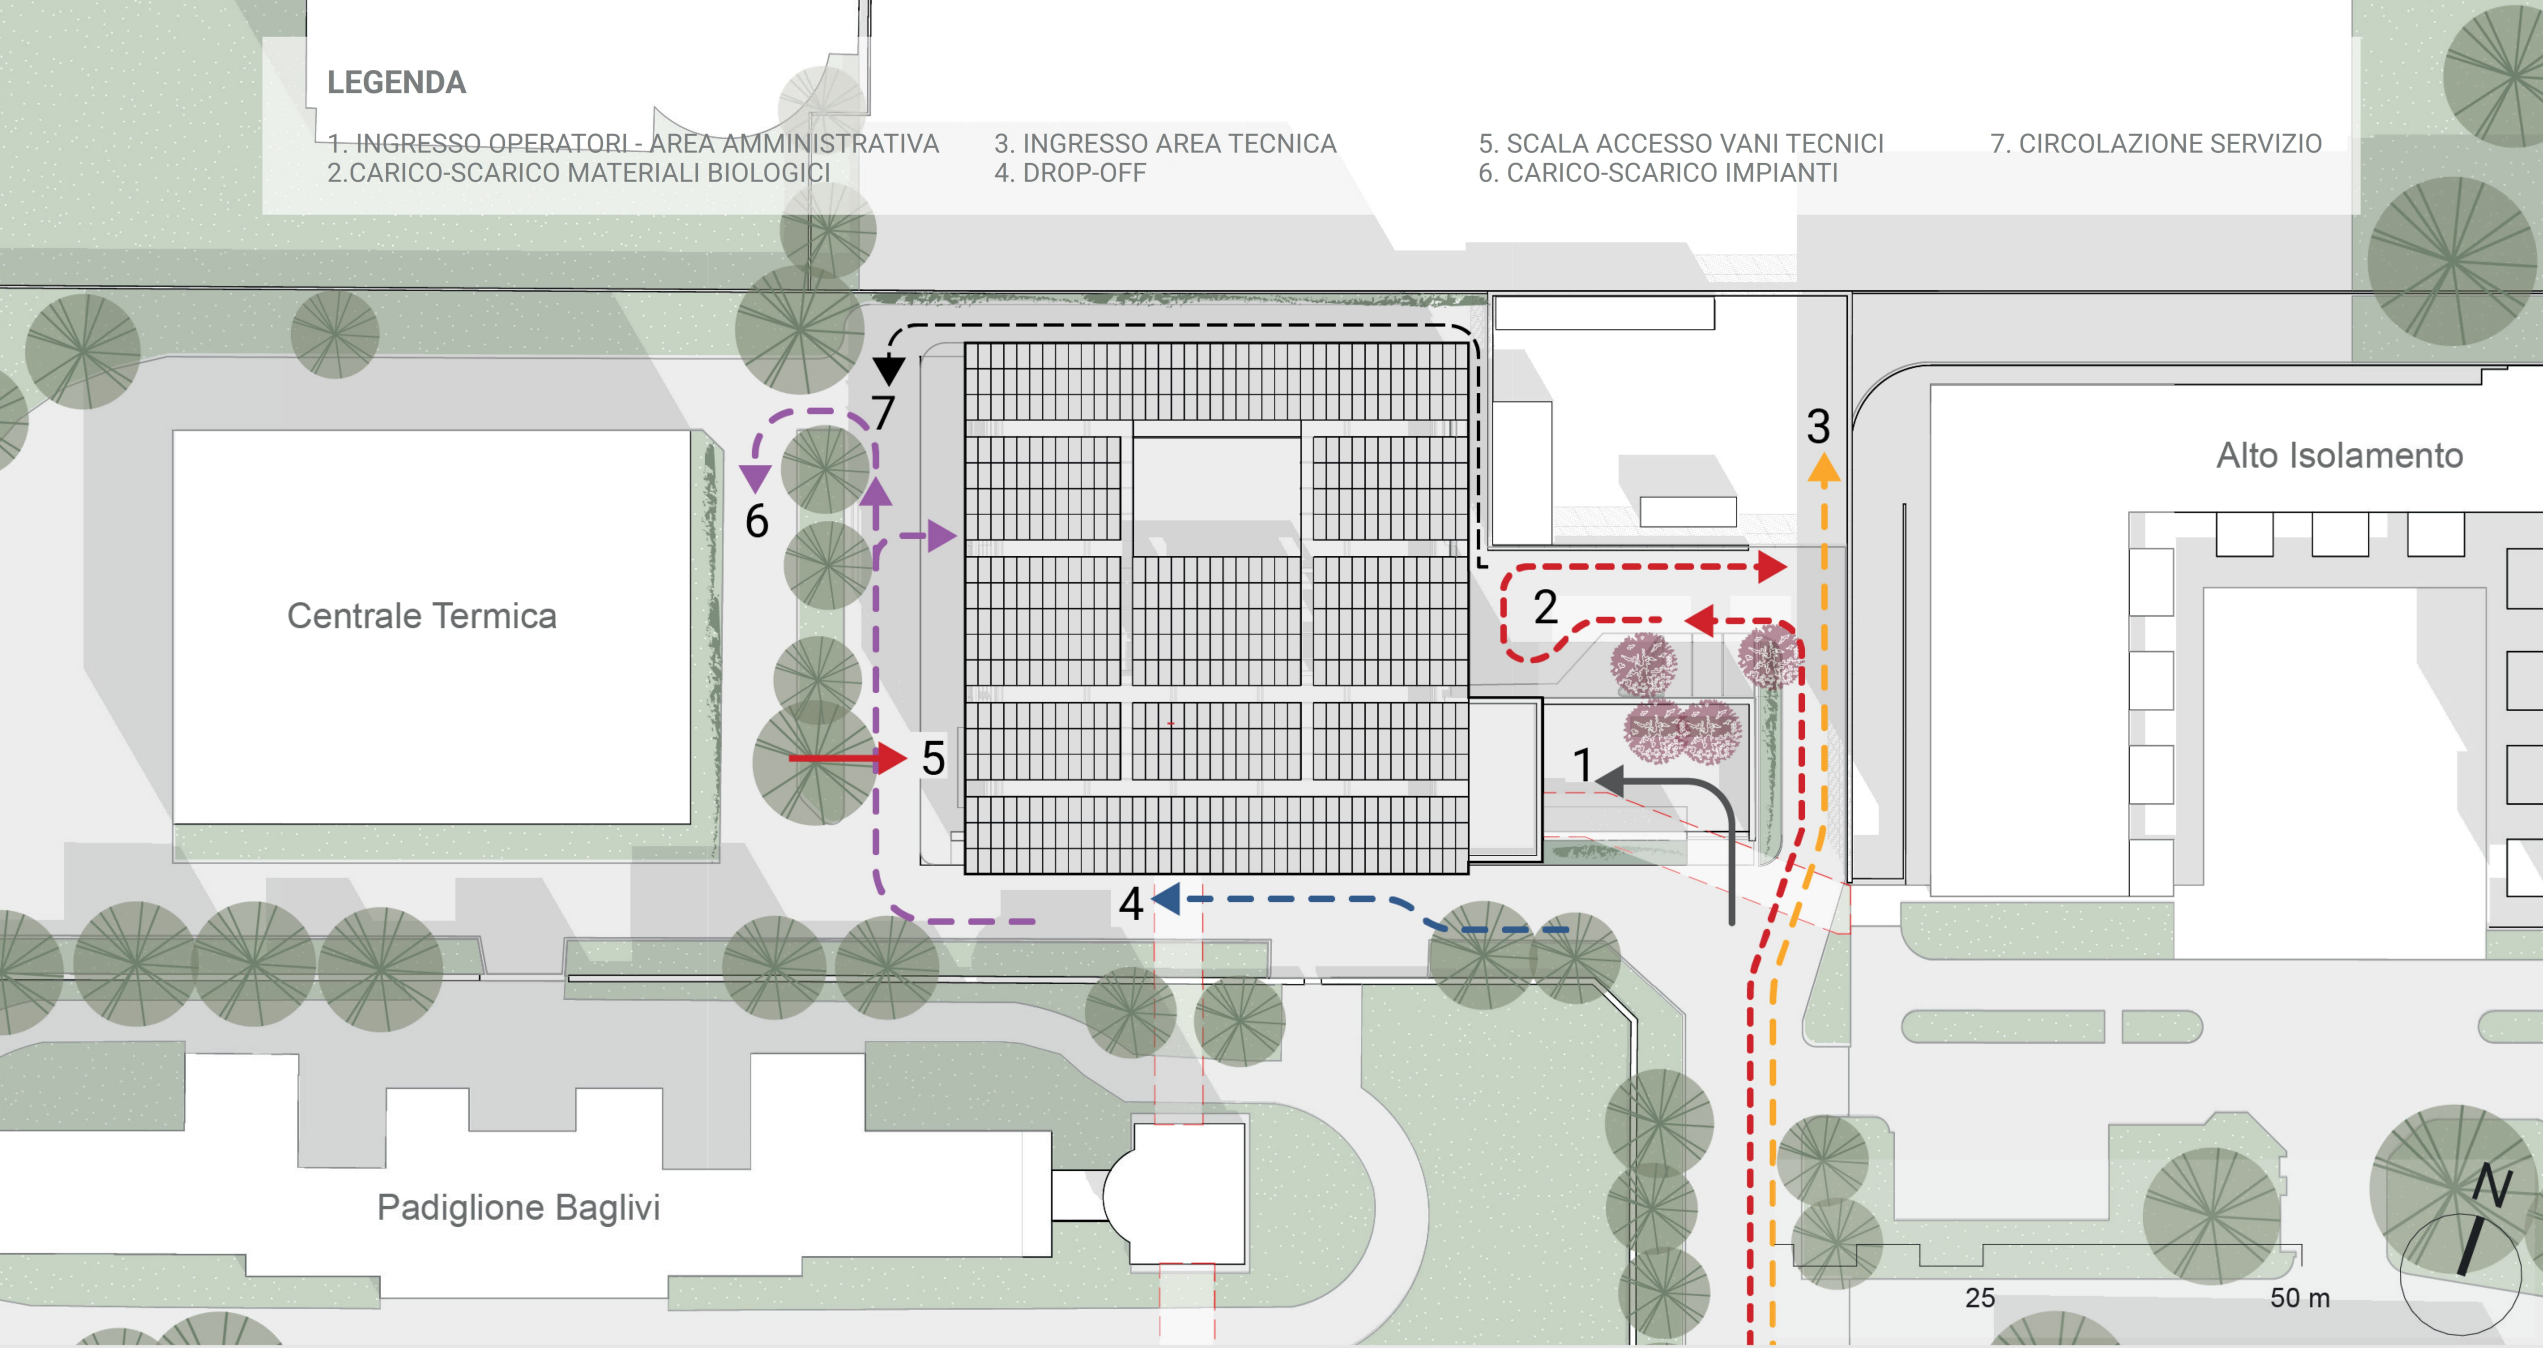 LEGENDA
1. INGRESSO OPERATORI - AREA AMMINISTRATIVA
2.CARICO-SCARICO MATERIALI BIOLOGICI
3. INGRESSO AREA TECNICA
4. DROP-OFF
5. SCALA ACCESSO VANI TECNICI
6. CARICO-SCARICO IMPIANTI
7. CIRCOLAZIONE SERVIZIO
7
3
Alto Isolamento
6
Centrale Termica
2
5
1
4
Padiglione Baglivi
N
25
50 m